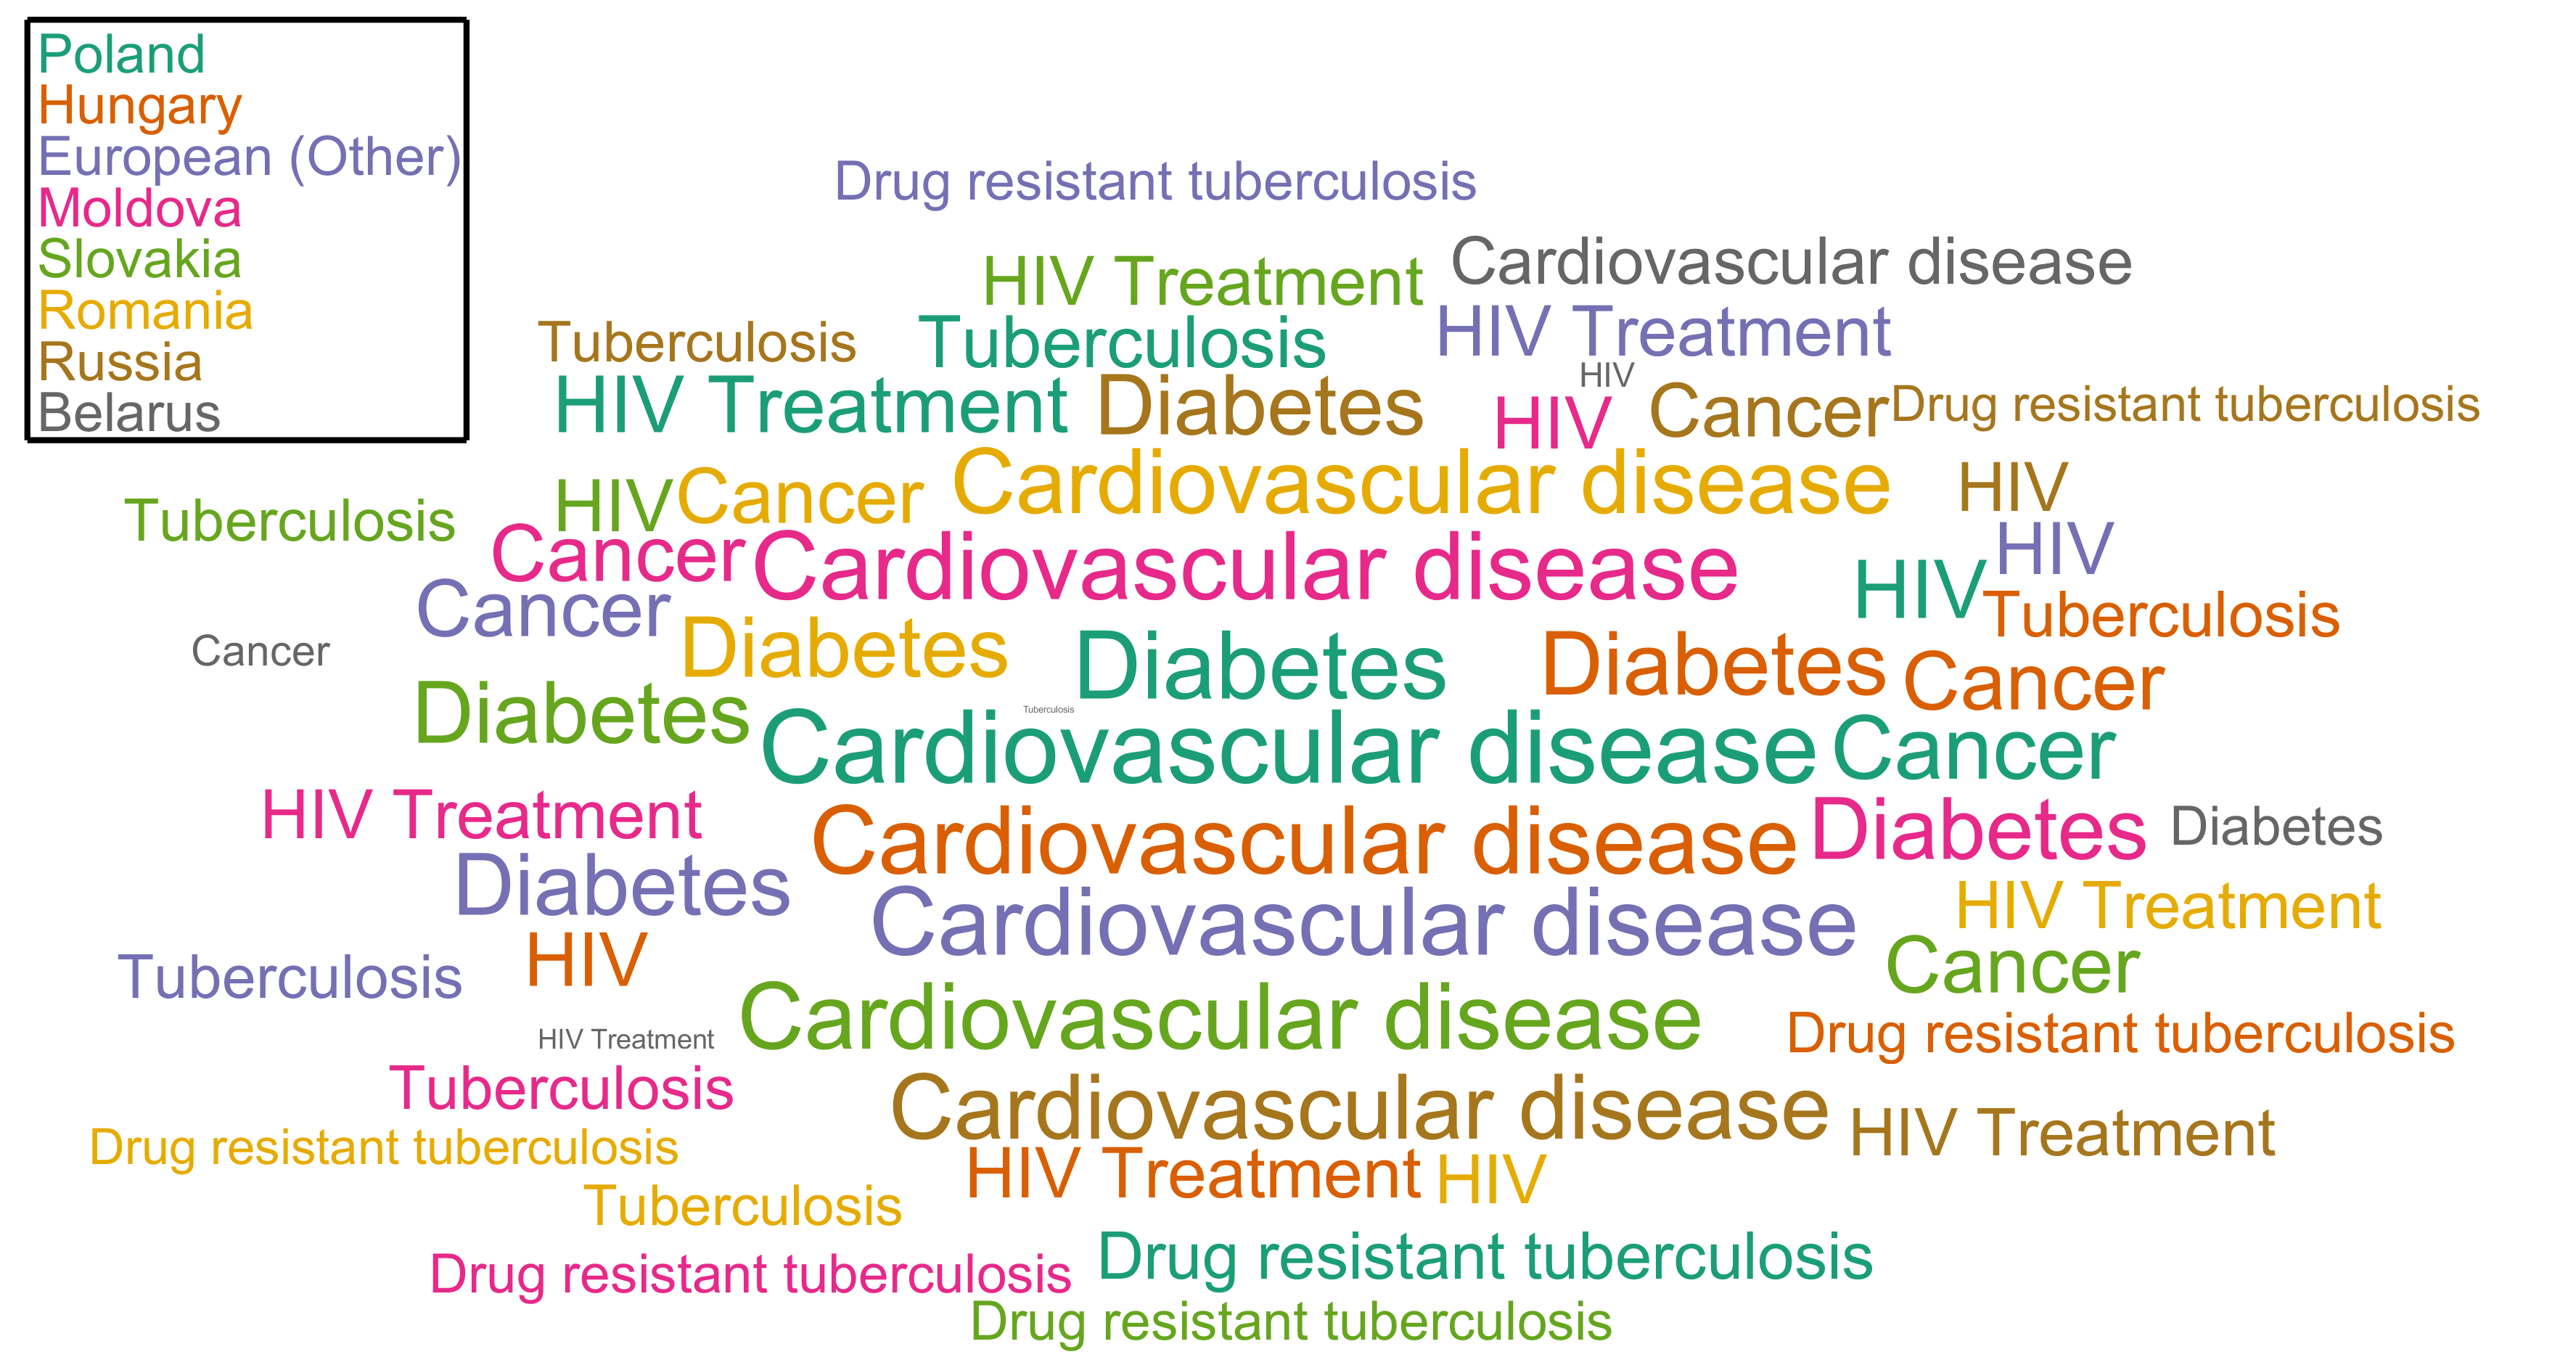 Poland
Hungary
European (Other)
Moldova
Slovakia
Romania
Russia
Belarus
Drug resistant tuberculosis
Cardiovascular disease
HIV Treatment
HIV Treatment
Tuberculosis
Tuberculosis
HIV
HIV Treatment
Diabetes
HIV
Cancer
Drug resistant tuberculosis
HIV
Cancer
Cardiovascular disease
HIV
Tuberculosis
Cancer
Cardiovascular disease
HIV
HIV
Cancer
Tuberculosis
Cancer
Diabetes
Diabetes
Diabetes
Cancer
Diabetes
Tuberculosis
Cardiovascular disease
Cancer
HIV Treatment
Cardiovascular disease
Diabetes
Diabetes
Diabetes
Cardiovascular disease
HIV Treatment
Tuberculosis
HIV
Cancer
HIV Treatment
Cardiovascular disease
Drug resistant tuberculosis
Tuberculosis
Cardiovascular disease
HIV Treatment
Drug resistant tuberculosis
HIV Treatment
HIV
Tuberculosis
Drug resistant tuberculosis
Drug resistant tuberculosis
Drug resistant tuberculosis